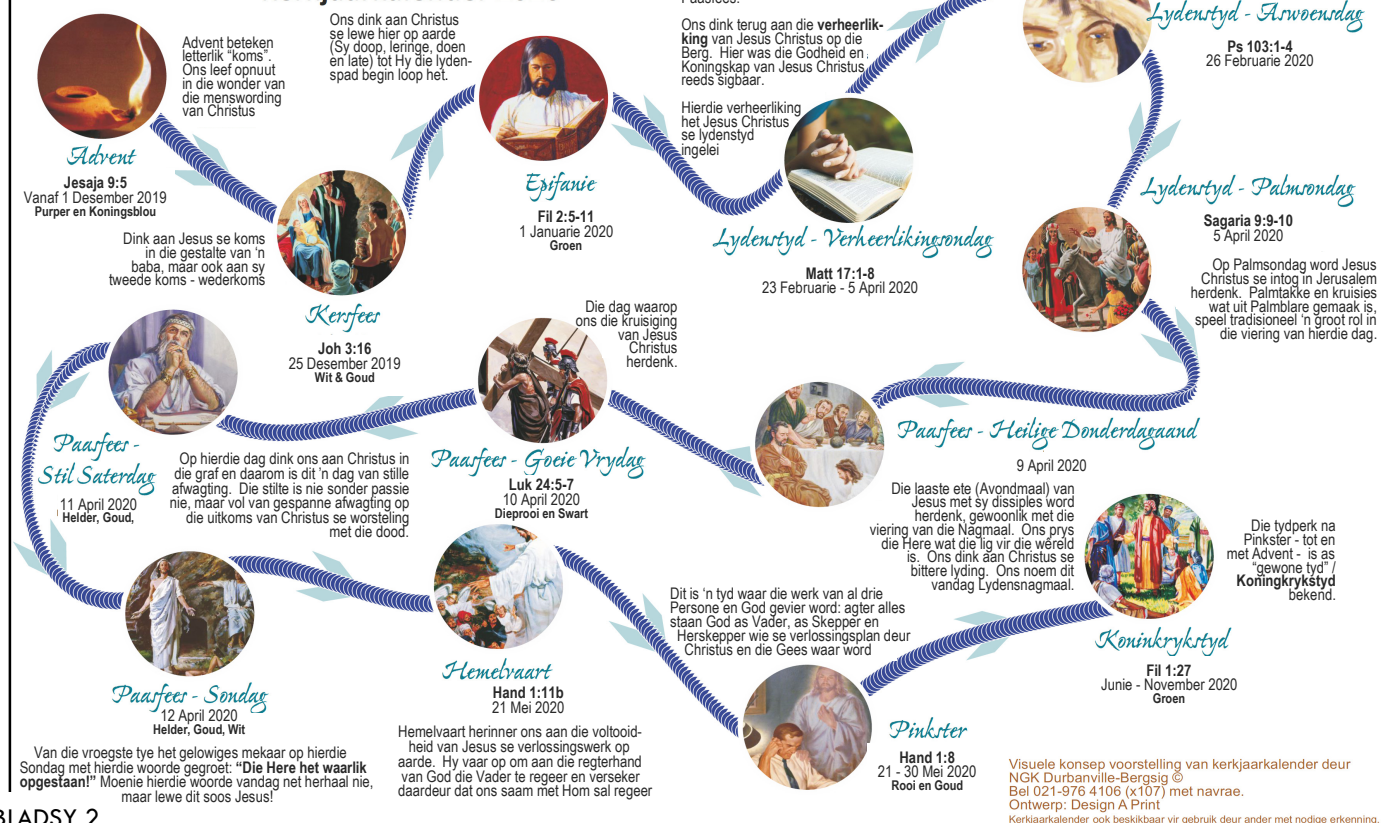 Advent beteken
letterlik “koms”.
Ons leef opnuut
in die wonder van
die menswording
van Christus
Advent
Jesaja 9:5
Vanaf 1 Desember 2019
Purper en Koningsblou
Dink aan Jesus se koms
in die gestalte van ‘n
baba, maar ook aan sy
tweede koms - wederkoms
Kersfees
Joh 3:16
25 Desember 2019
Wit & Goud
Ons dink aan Christus
se lewe hier op aarde
(Sy doop, leringe, doen
en late) tot Hy die lydens-
pad begin loop het.
Epifanie
Fil 2:5-11
1 Januarie 2020
Groen
Ons dink terug aan die verheerlik-
king van Jesus Christus op die
Berg. Hier was die Godheid en
Koningskap van Jesus Christus
reeds sigbaar.
Hierdie verheerliking
het Jesus Christus
se lydenstyd
ingelei
Lydenstyd - Verheerlikingsondag
Matt 17:1-8
23 Februarie - 5 April 2020
Lydenstyd - Aswoensdag
Ps 103:1-4
26 Februarie 2020
Lydenstyd - Palmsondag
Sagaria 9:9-10
5 April 2020
Op Palmsondag word Jesus
Christus se intog in Jerusalem
herdenk. Palmtakke en kruisies
wat uit Palmblare gemaak is,
speel tradisioneel ‘n groot rol in
die viering van hierdie dag.
Paasfees - Heilige Donderdagaand
9 April 2020
Die laaste ete (Avondmaal) van
Jesus met sy disziples word
herdenk, gewoonlik met die
viering van die Nagmaal. Ons prys
die Here wat die lig vir die wêreld
is. Ons dink aan Christus se
bittere lyding. Ons noem dit
vandag Lydensnagmaal.
Die dag waarop
ons die kruisiging
van Jesus
Christus
herdenk.
Paasfees - Goeie Vrydag
Luk 24:5-7
10 April 2020
Dieprooi en Swart
Paasfees -
Stil Saterdag
11 April 2020
Helder, Goud,
Op hierdie dag dink ons aan Christus in
die graf en daarom is dit ’n dag van stille
afwagting. Die stilte is nie sonder passie
nie, maar vol van gespanne afwagting op
die uitkoms van Christus se worsteling
met die dood.
Paasfees - Sondag
12 April 2020
Helder, Goud, Wit
Van die vroegste tye het gelowiges mekaar op hierdie
Sondag met hierdie woorde gegroet: “Die Here het waarlik
opgestaan!” Moenie hierdie woorde vandag net herhaal nie,
maar lewe dit soos Jesus!
Hemelvaart
Hand 1:11b
21 Mei 2020
Hemelvaart herinner ons aan die voltooid-
heid van Jesus se verlossingswerk op
aarde. Hy vaar op om aan die regterhand
van God die Vader te regeer en verseker
daardeur dat ons saam met Hom sal regeer
Dit is ‘n tyd waar die werk van al drie
Persone en God gevier word: agter alles
staan God as Vader, as Skepper en
Herskepper wie se verlossingsplan deur
Christus en die Gees waar word
Pinkster
Hand 1:8
21 - 30 Mei 2020
Rooi en Goud
Die tydperk na
Pinkster - tot en
met Advent - is as
“gewone tyd” /
Koningkrykstyd
bekend.
Koninkrykstyd
Fil 1:27
Junie - November 2020
Groen
Visuele konsep voorstelling van kerkjaarkalender deur
NGK Durbanville-Bergsig ©
Bel 021-976 4106 (x107) met navrae.
Ontwerp: Design A Print
Kerkjaarkalender ook beskikbaar vir gebruik deur ander met nodige erkenning.
BLADSY 2